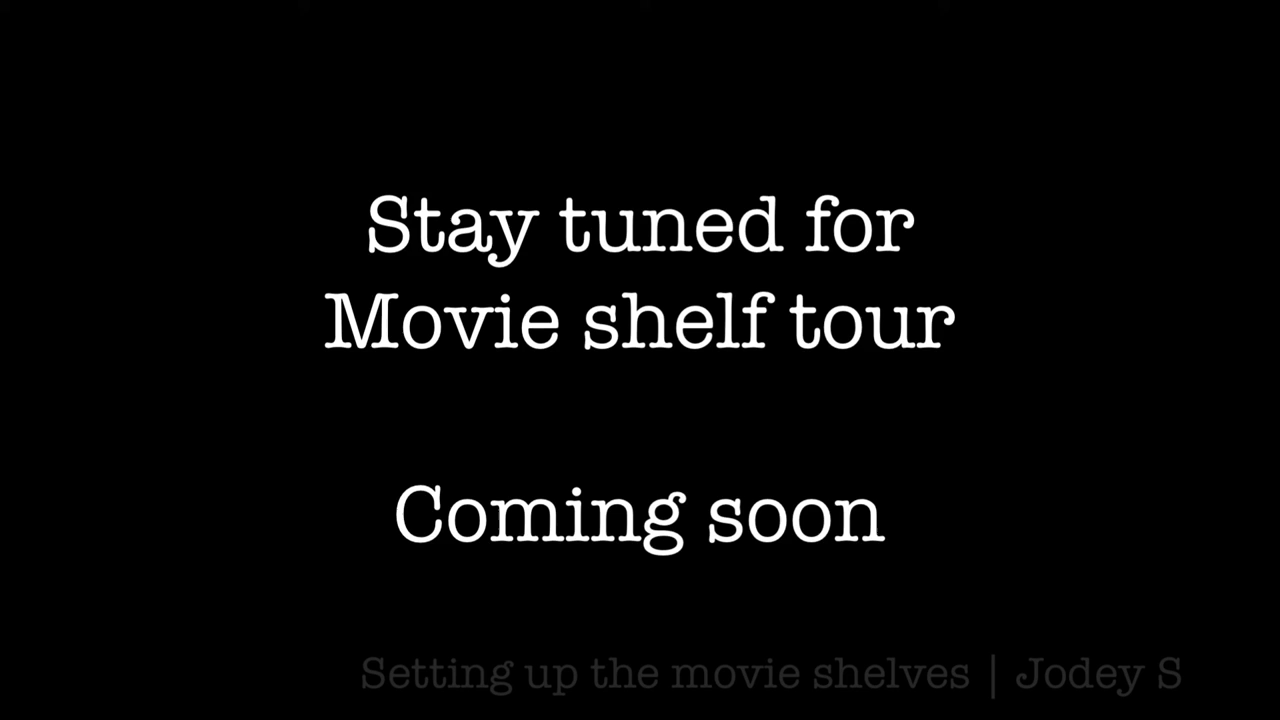 Stay tuned for
Movie shelf tour
Coming soon
Setting up the movie shelves | Jodey S